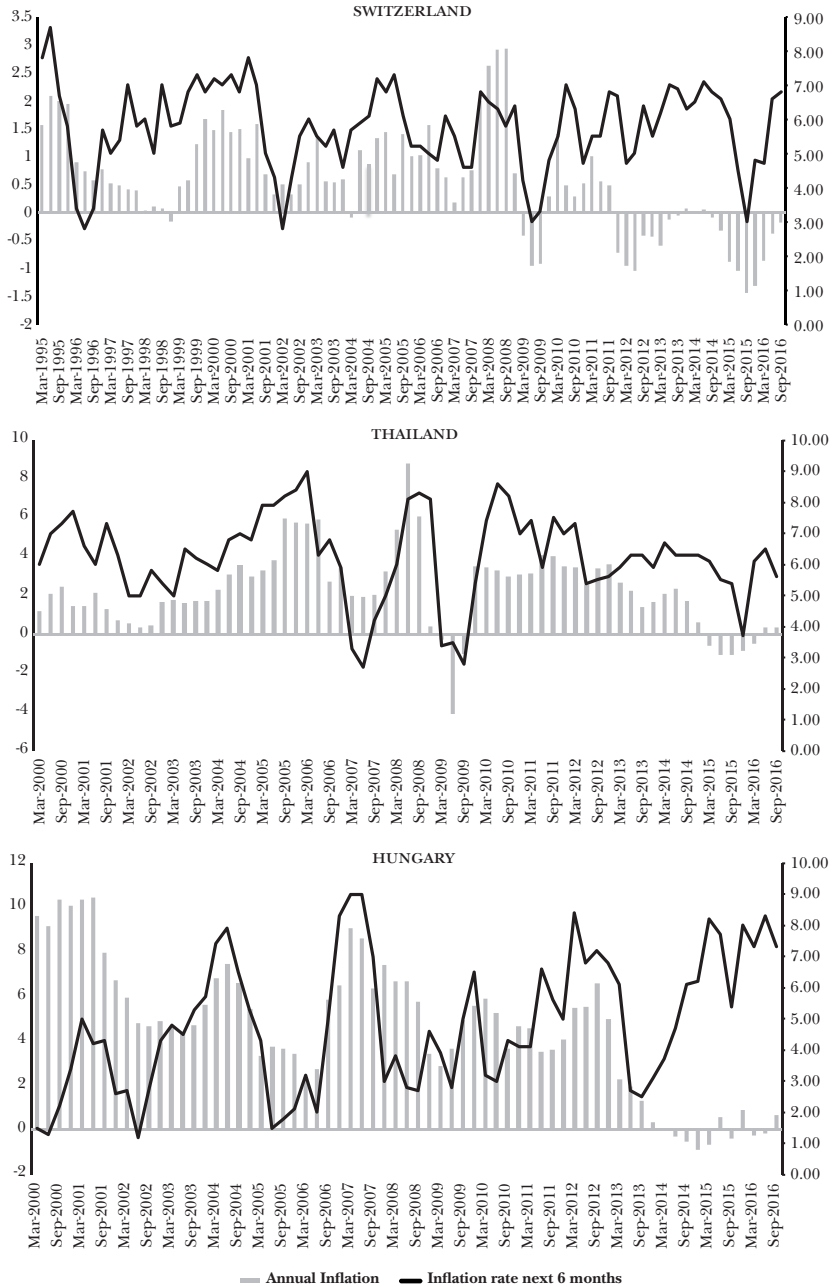 SWITZERLAND
3.5
3
2.5
2
1.5
1
0.5
0
-0.5
-1
-1.5
-2
9.00
8.00
7.00
6.00
5.00
4.00
3.00
2.00
1.00
0.00
Mar-1995
Sep-1995
Mar-1996
Sep-1996
Mar-1997
Sep-1997
Mar-1998
Sep-1998
Mar-1999
Sep-1999
Mar-2000
Sep-2000
Mar-2001
Sep-2001
Mar-2002
Sep-2002
Mar-2003
Sep-2003
Mar-2004
Sep-2004
Mar-2005
Sep-2005
Mar-2006
Sep-2006
Mar-2007
Sep-2007
Mar-2008
Sep-2008
Mar-2009
Sep-2009
Mar-2010
Sep-2010
Mar-2011
Sep-2011
Mar-2012
Sep-2012
Mar-2013
Sep-2013
Mar-2014
Sep-2014
Mar-2015
Sep-2015
Mar-2016
Sep-2016
THAILAND
10
8
6
4
2
0
-2
-4
-6
10.00
9.00
8.00
7.00
6.00
5.00
4.00
3.00
2.00
1.00
0.00
Mar-2000
Sep-2000
Mar-2001
Sep-2001
Mar-2002
Sep-2002
Mar-2003
Sep-2003
Mar-2004
Sep-2004
Mar-2005
Sep-2005
Mar-2006
Sep-2006
Mar-2007
Sep-2007
Mar-2008
Sep-2008
Mar-2009
Sep-2009
Mar-2010
Sep-2010
Mar-2011
Sep-2011
Mar-2012
Sep-2012
Mar-2013
Sep-2013
Mar-2014
Sep-2014
Mar-2015
Sep-2015
Mar-2016
Sep-2016
HUNGARY
12
10
8
6
4
2
0
-2
10.00
9.00
8.00
7.00
6.00
5.00
4.00
3.00
2.00
1.00
0.00
Mar-2000
Sep-2000
Mar-2001
Sep-2001
Mar-2002
Sep-2002
Mar-2003
Sep-2003
Mar-2004
Sep-2004
Mar-2005
Sep-2005
Mar-2006
Sep-2006
Mar-2007
Sep-2007
Mar-2008
Sep-2008
Mar-2009
Sep-2009
Mar-2010
Sep-2010
Mar-2011
Sep-2011
Mar-2012
Sep-2012
Mar-2013
Sep-2013
Mar-2014
Sep-2014
Mar-2015
Sep-2015
Mar-2016
Sep-2016
Annual Inflation Inflation rate next 6 months